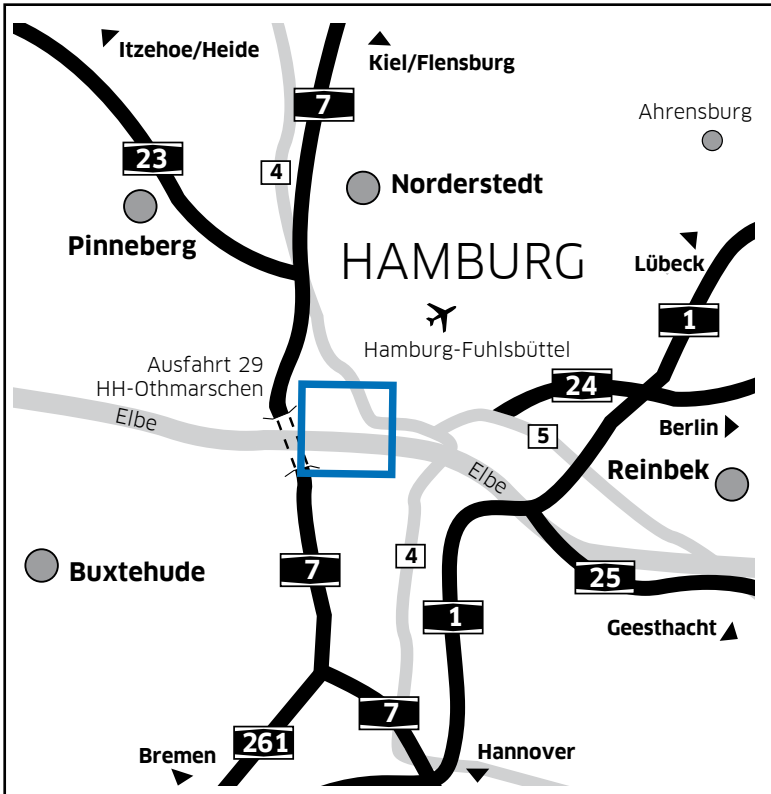 Itzehoe/Heide
Kiel/Flensburg
7
Ahrensburg
23
4
Norderstedt
Pinneberg
HAMBURG
Lübeck
1
Hamburg-Fuhlsbüttel
Ausfahrt 29
HH-Othmarschen
24
Elbe
5
Berlin
Elbe
Reinbek
4
Buxtehude
7
25
1
Geesthacht
7
261
Bremen
Hannover